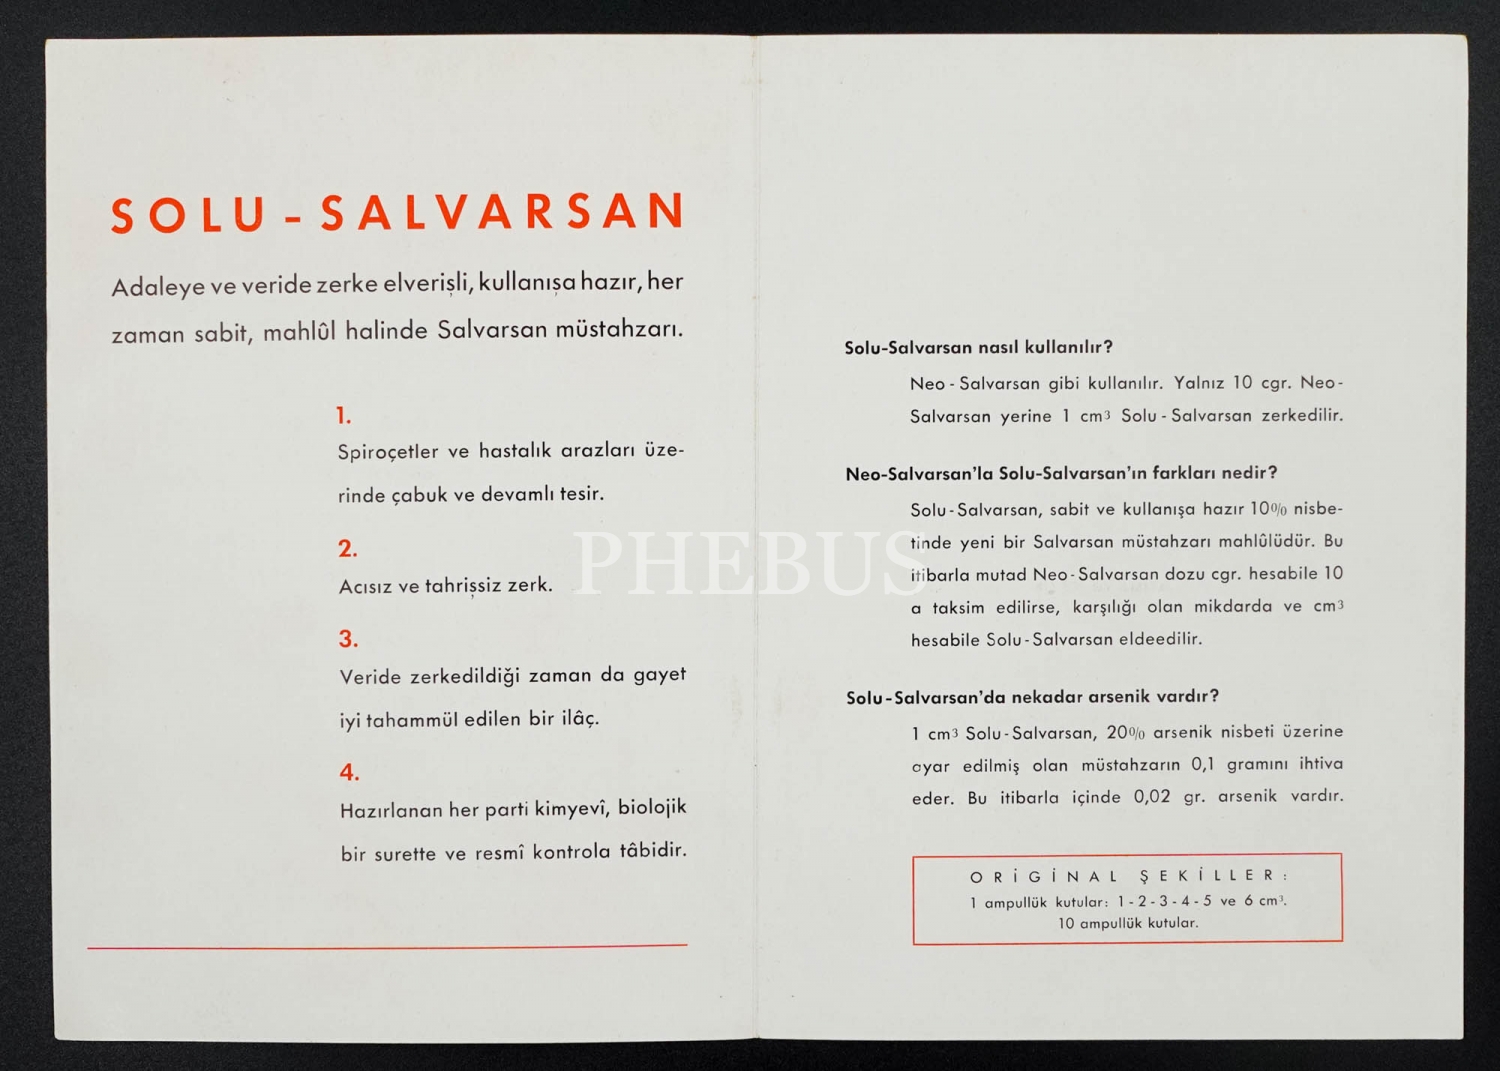 SOLU - SALVARSAN
Adaleye ve veride zerke elverişli, kullanışa hazır, her
zaman sabit, mahlûl halinde Salvarsan müstahzarı.
1.
Spiroçetler ve hastalık arazları üze-
rinde çabuk ve devamlı tesir.
2.
Acısız ve tahrişsiz zerk.
3.
Veride zerkedildiği zaman da gayet
iyi tahammül edilen bir ilâç.
4.
Hazırlanan her parti kimyevî, biolojik
bir surette ve resmî kontrola tâbidir.
PHEBUS
Solu-Salvarsan nasıl kullanılır?
Neo - Salvarsan gibi kullanılır. Yalnız 10 cgr. Neo-
Salvarsan yerine 1 cm³ Solu - Salvarsan zerkedilir.
Neo-Salvarsan'la Solu-Salvarsan'ın farkları nedir?
Solu - Salvarsan, sabit ve kullanışa hazır 10% nisbe-
tinde yeni bir Salvarsan müstahzarı mahlûlüdür. Bu
itibarla mutad Neo - Salvarsan dozu cgr. hesabile 10
a taksim edilirse, karşılığı olan mikdarda ve cm³
hesabile Solu - Salvarsan eldeedilir.
Solu-Salvarsan'da nekadar arsenik vardır?
1 cm³ Solu - Salvarsan, 20% arsenik nisbeti üzerine
ayar edilmiş olan müstahzarın 0,1 gramını ihtiva
eder. Bu itibarla içinde 0,02 gr. arsenik vardır.
ORİGİNAL ŞEKİLLER:
1 ampullük kutular: 1 - 2 - 3 - 4 - 5 ve 6 cm³.
10 ampullük kutular.